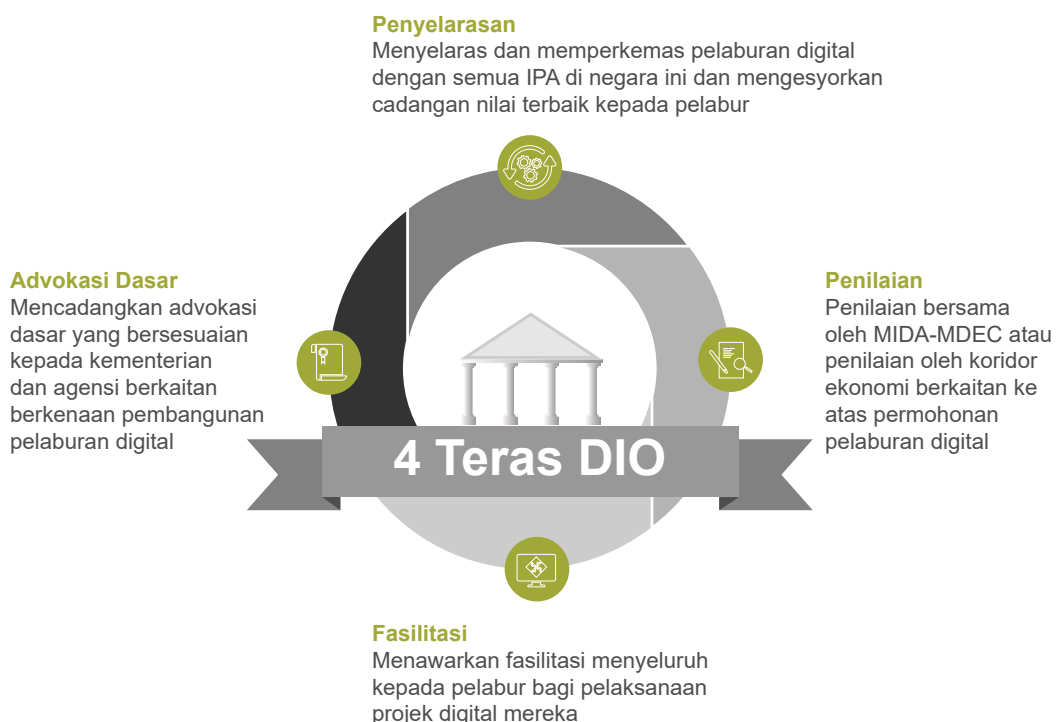 Penyelarasan
Menyelaras dan memperkemas pelaburan digital
dengan semua IPA di negara ini dan mengesyorkan
cadangan nilai terbaik kepada pelabur
Advokasi Dasar
Mencadangkan advokasi
dasar yang bersesuaian
kepada kementerian
dan agensi berkaitan
berkenaan pembangunan
pelaburan digital
Penilaian
Penilaian bersama
oleh MIDA-MDEC atau
penilaian oleh koridor
ekonomi berkaitan ke
atas permohonan
pelaburan digital
4 Teras DIO
Fasilitasi
Menawarkan fasilitasi menyeluruh
kepada pelabur bagi pelaksanaan
projek digital mereka